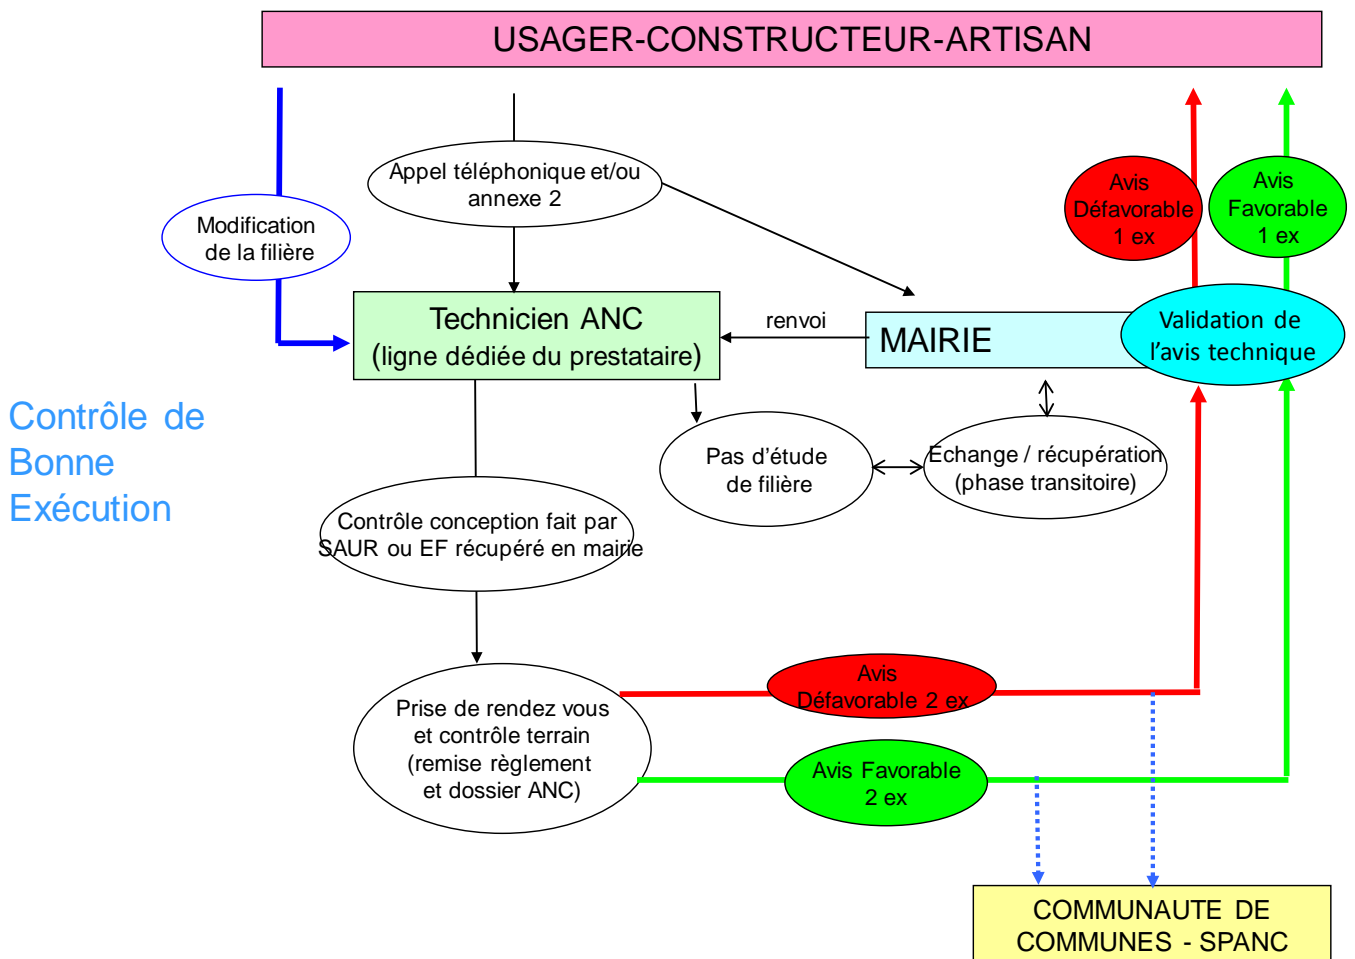 USAGER-CONSTRUCTEUR-ARTISAN
Appel téléphonique et/ou
annexe 2
Avis
Défavorable
1 ex
Avis
Favorable
1 ex
Modification
de la filière
Technicien ANC
(ligne dédiée du prestataire)
renvoi
MAIRIE
Validation de
l’avis technique
Contrôle de
Bonne
Exécution
Pas d’étude
de filière
Echange / récupération
(phase transitoire)
Contrôle conception fait par
SAUR ou EF récupéré en mairie
Prise de rendez vous
et contrôle terrain
(remise règlement
et dossier ANC)
Avis
Défavorable 2 ex
Avis Favorable
2 ex
COMMUNAUTE DE
COMMUNES - SPANC